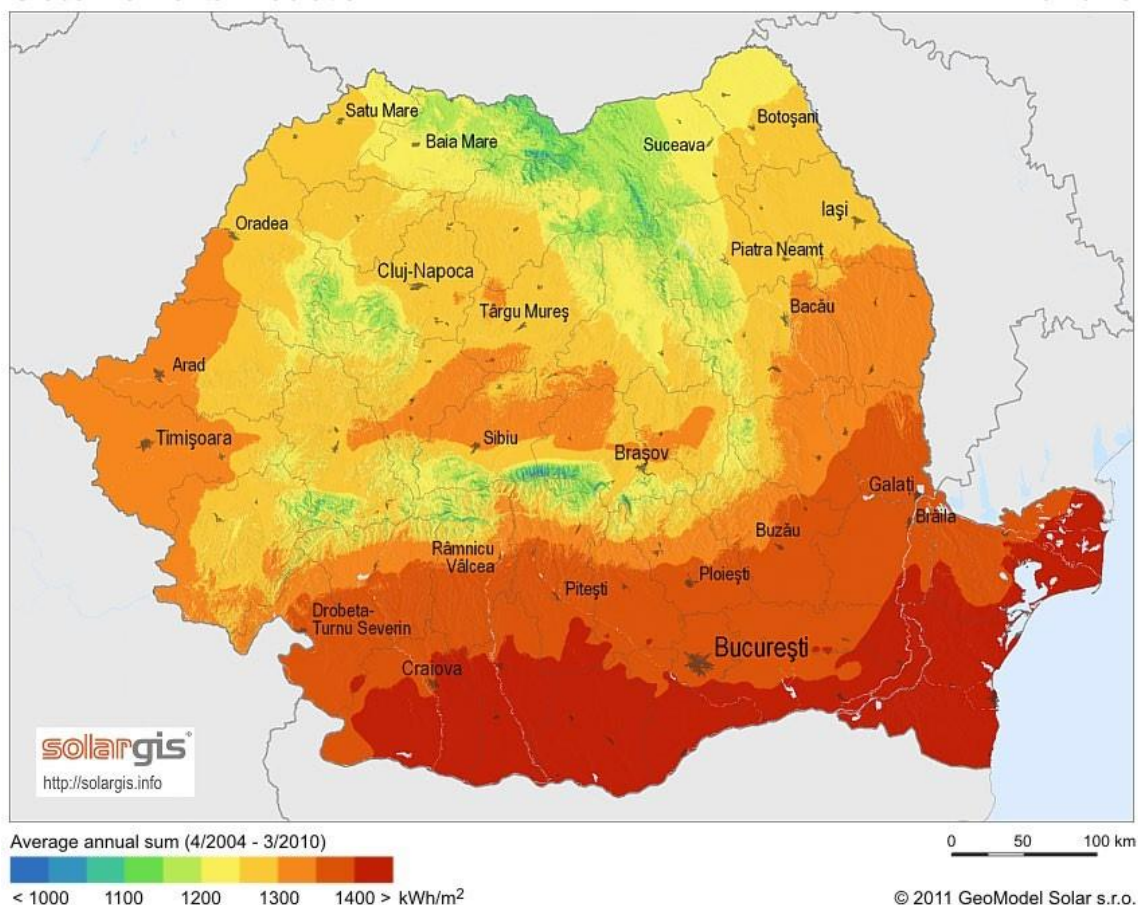 Satu Mare
Baia Mare
Suceava
Botoşani
Oradea
Iaşi
Cluj-Napoca
Piatra Neamt
Târgu Mureş
Bacău
Arad
Timişoara
Sibiu
Braşov
Galaţi
Brăila
Buzău
Râmnicu
Vâlcea
Piteşti
Ploieşti
Drobeta-
Turnu Severin
Bucureşti
Craiova
solargis
http://solargis.info
Average annual sum (4/2004 - 3/2010)
0 50 100 km
< 1000 1100 1200 1300 1400 > kWh/m²
© 2011 GeoModel Solar s.r.o.